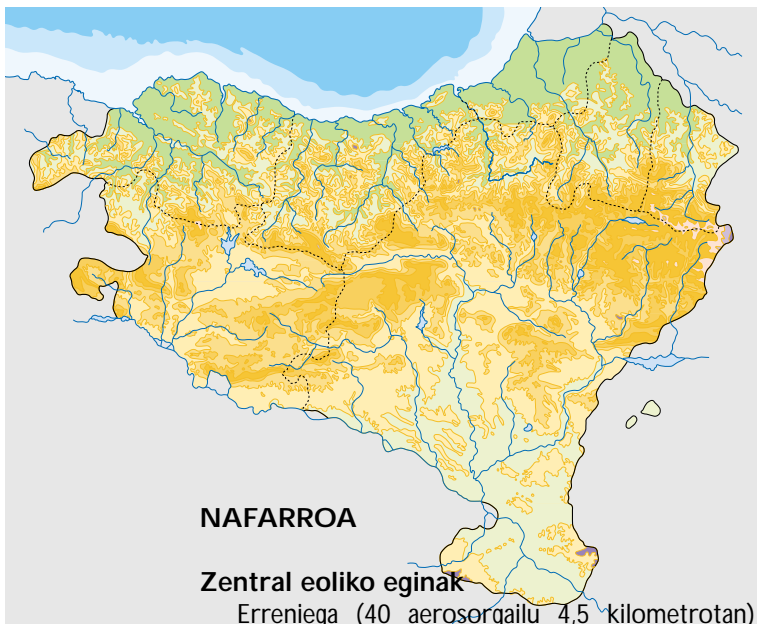 NAFARROA
Zentral eoliko eginak
Erreniega (40 aerosorgailu 4,5 kilometrotan)